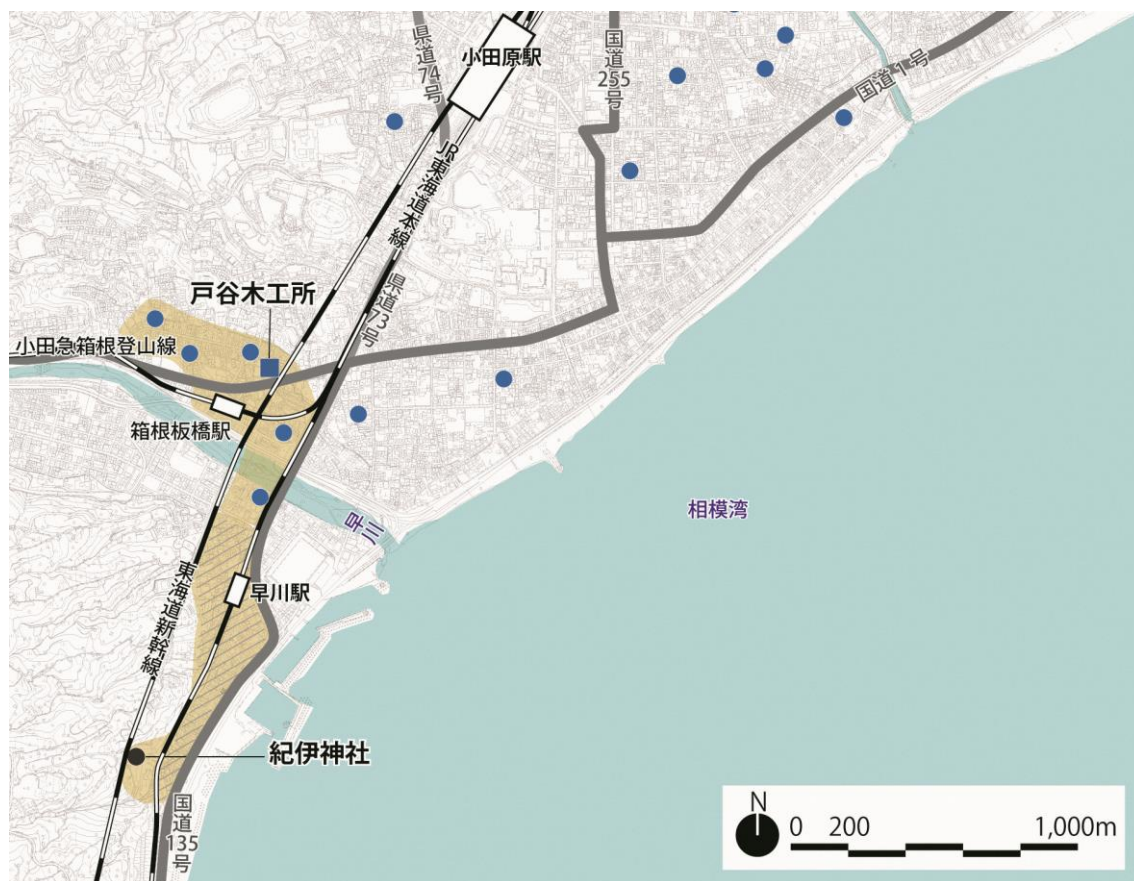 小田原駅
県道
74号
国道
255号
国道1号
JR東海道本線
県道73号
戸谷木工所
小田急箱根登山線
箱根板橋駅
早川
相模湾
早川駅
東海道新幹線
紀伊神社
国道
135号
N
0 200 1,000m